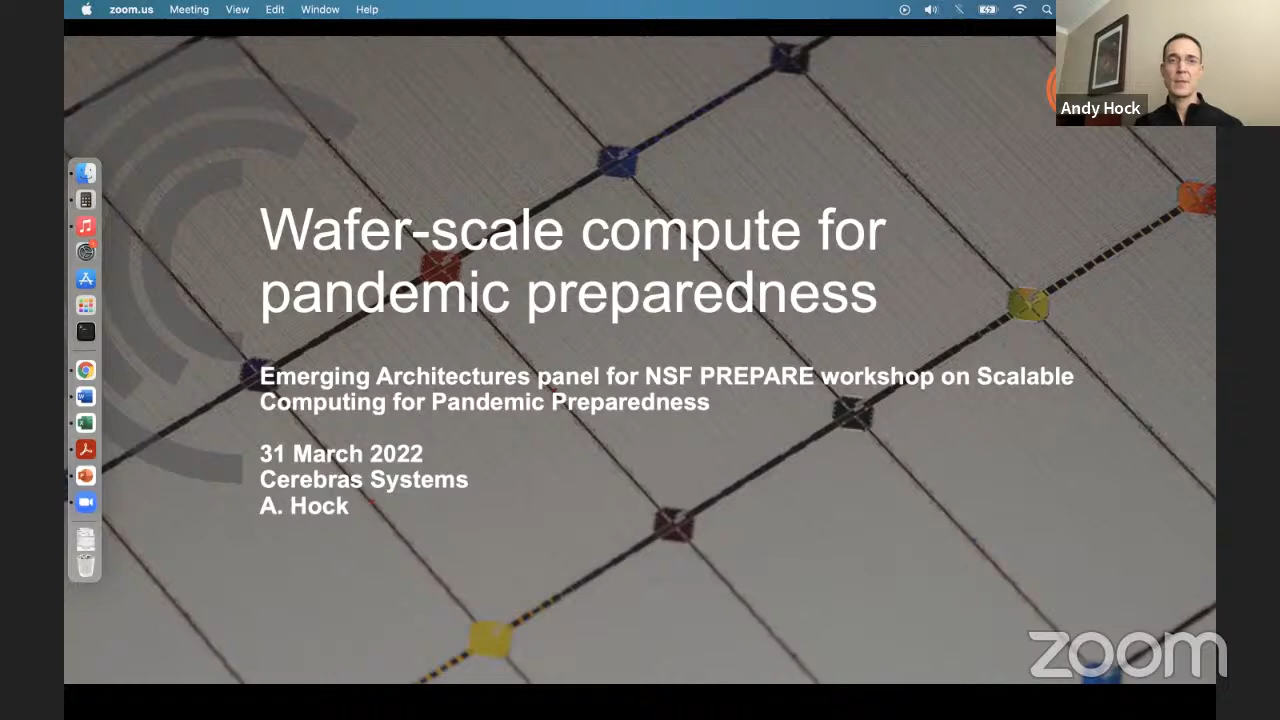 zoom.us Meeting View Edit Window Help
Andy Hock
Wafer-scale compute for
pandemic preparedness
Emerging Architectures panel for NSF PREPARE workshop on Scalable
Computing for Pandemic Preparedness
31 March 2022
Cerebras Systems
A. Hock
zoom